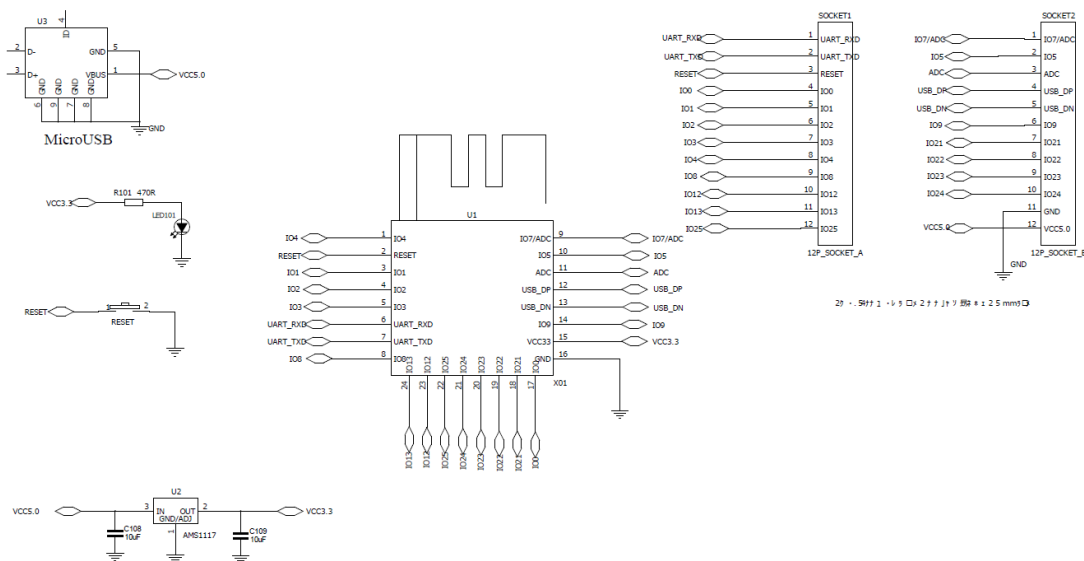 U3
4
ID
2 D- GND 5
3 D+ VBUS 1 VCC5.0
GND GND GND GND
6 9 7 8
GND
MicroUSB
R101 470R
VCC3.3
LED101
RESET 1 2
RESET
U1
IO4 1 IO4 IO7/ADC 9 IO7/ADC
RESET 2 RESET IO5 10 IO5
IO1 3 IO1 ADC 11 ADC
IO2 4 IO2 USB_DP 12 USB_DP
IO3 5 IO3 USB_DN 13 USB_DN
UART_RXD 6 UART_RXD IO9 14 IO9
UART_TXD 7 UART_TXD VCC33 15 VCC3.3
IO8 8 IO8 GND 16
IO13 IO12 IO25 IO24 IO23 IO22 IO21 IO0
24 23 22 21 20 19 18 17
X01
IO13 IO12 IO25 IO24 IO23 IO22 IO21 IO0
U2
VCC5.0 3 IN OUT 2 VCC3.3
GND/ADJ
1
AMS1117
C108
10uF
C109
10uF
SOCKET1
UART_RXD 1 UART_RXD
UART_TXD 2 UART_TXD
RESET 3 RESET
IO0 4 IO0
IO1 5 IO1
IO2 6 IO2
IO3 7 IO3
IO4 8 IO4
IO8 9 IO8
IO12 10 IO12
IO13 11 IO13
IO25 12 IO25
12P_SOCKET_A
SOCKET2
IO7/ADC 1 IO7/ADC
IO5 2 IO5
ADC 3 ADC
USB_DP 4 USB_DP
USB_DN 5 USB_DN
IO9 6 IO9
IO21 7 IO21
IO22 8 IO22
IO23 9 IO23
IO24 10 IO24
11 GND
VCC5.0 12 VCC5.0
GND
12P_SOCKET_B